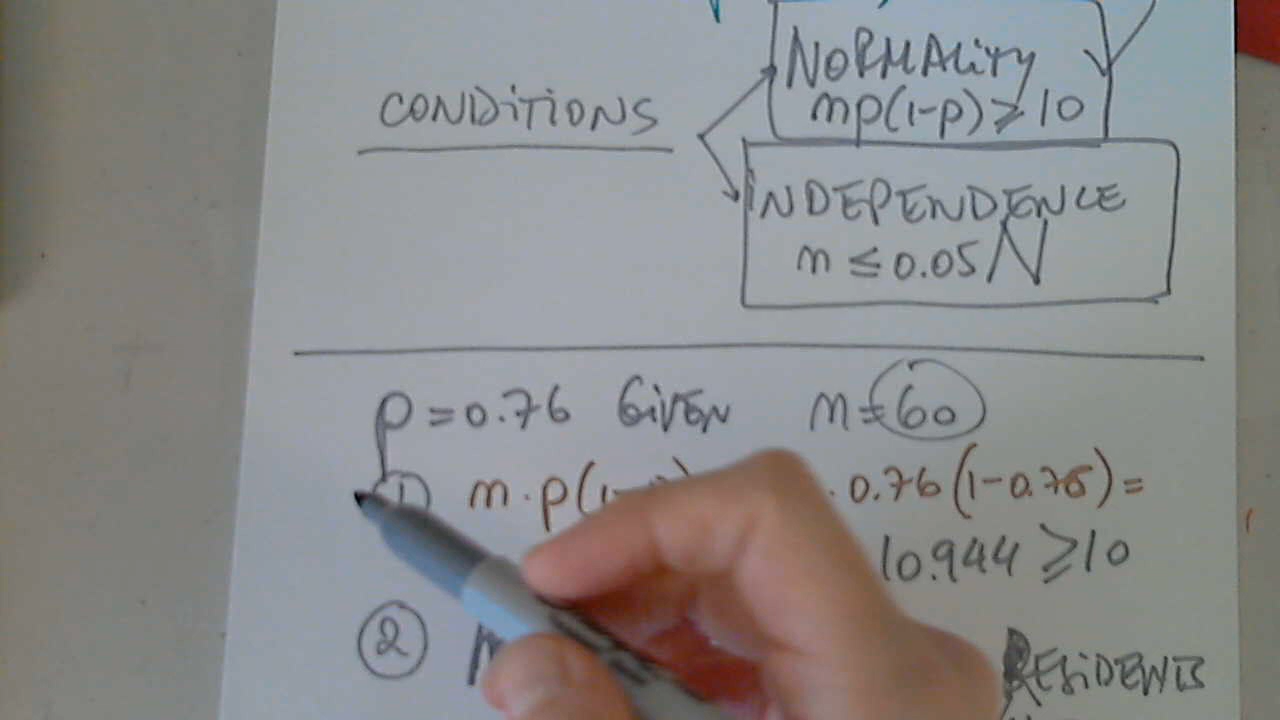 NORMALITY
CONDITIONS
np(1-p) ≥ 10
INDEPENDENCE
n ≤ 0.05 N
p = 0.76 GIVEN n = 60
① n · p(1- · 0.76 (1-0.76) =
10.944 ≥ 10
②
RESIDENTS